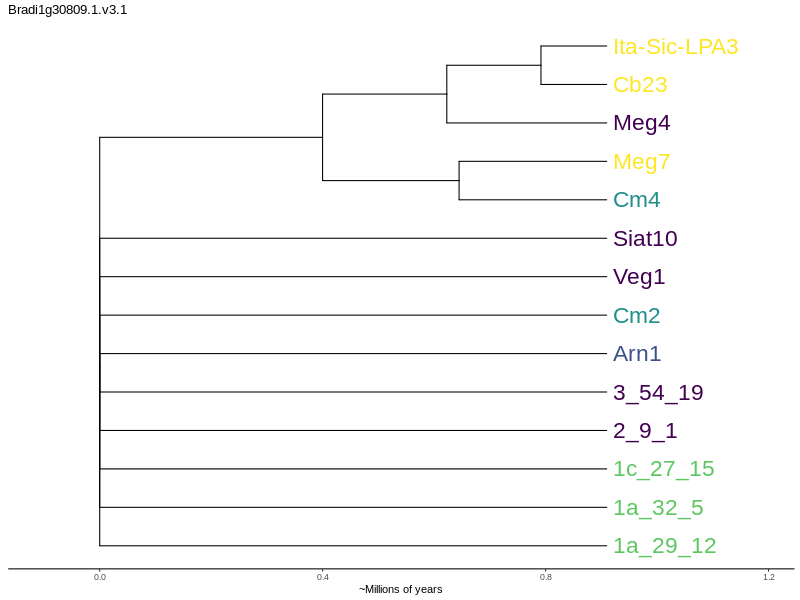 Bradi1g30809.1.v3.1
Ita-Sic-LPA3
Cb23
Meg4
Meg7
Cm4
Siat10
Veg1
Cm2
Arn1
3_54_19
2_9_1
1c_27_15
1a_32_5
1a_29_12
0.0 0.4 0.8 1.2
~Millions of years